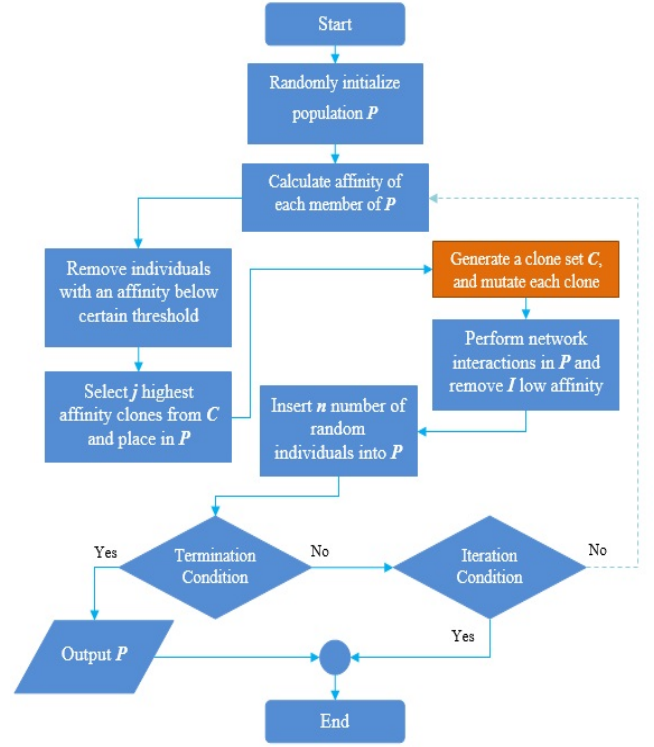 Start
Randomly initialize
population P
Calculate affinity of
each member of P
Remove individuals
with an affinity below
certain threshold
Generate a clone set C,
and mutate each clone
Select j highest
affinity clones from C
and place in P
Perform network
interactions in P and
remove I low affinity
Insert n number of
random
individuals into P
Yes
Termination
Condition
No
Iteration
Condition
No
Yes
Output P
End